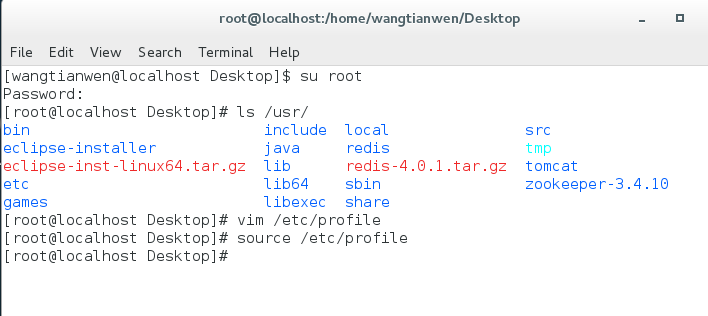 root@localhost:/home/wangtianwen/Desktop
File Edit View Search Terminal Help
[wangtianwen@localhost Desktop]$ su root
Password:
[root@localhost Desktop]# ls /usr/
bin include local src
eclipse-installer java redis tmp
eclipse-inst-linux64.tar.gz lib redis-4.0.1.tar.gz tomcat
etc lib64 sbin zookeeper-3.4.10
games libexec share
[root@localhost Desktop]# vim /etc/profile
[root@localhost Desktop]# source /etc/profile
[root@localhost Desktop]#